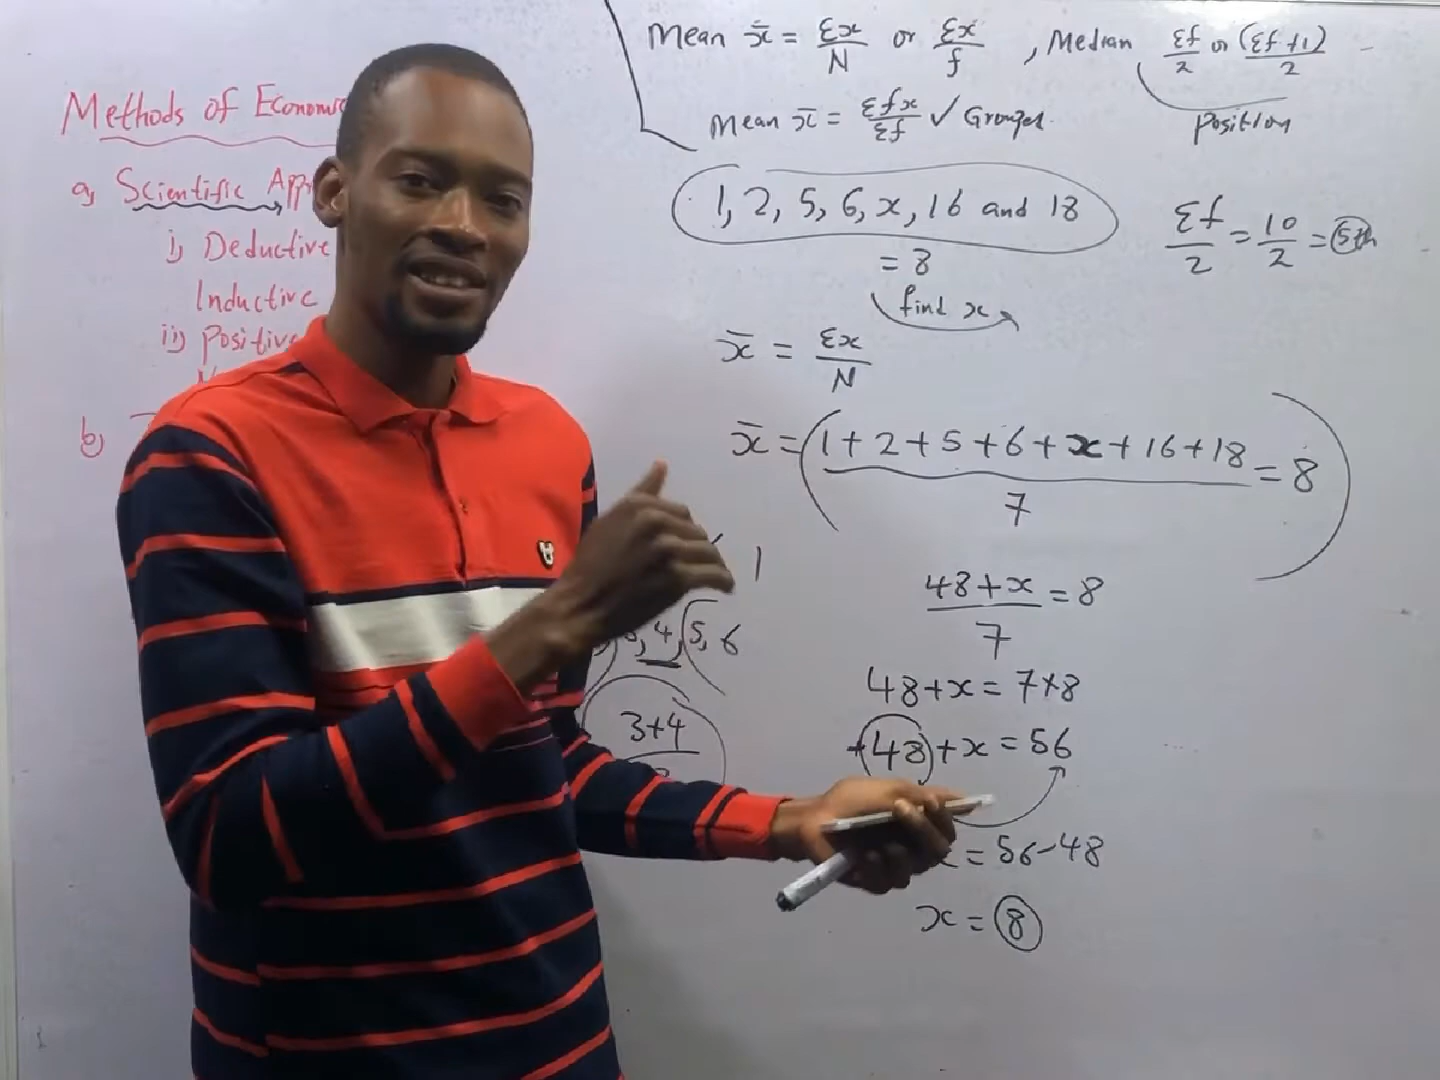 Methods of Economic
a, Scientific App
i, Deductive
Inductive
ii, Positive
b,
Mean x̄ = Σx/N or Σx/f , Median Σf/2 or (Σf+1)/2
Position
Mean x̄ = Σfx/Σf ✓ Grouped.
1, 2, 5, 6, x, 16 and 18
= 8
find x
Σf/2 = 10/2 = 5th
x̄ = Σx/N
x̄ = (1+2+5+6+x+16+18/7 = 8)
48+x/7 = 8
48+x = 7×8
+48+x = 56
x = 56-48
x = 8
1
4, 5, 6
3+4